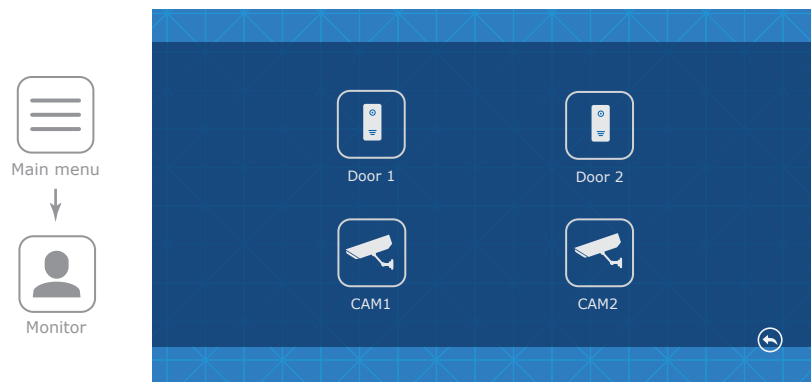 Main menu
Monitor
Door 1
Door 2
CAM1
CAM2